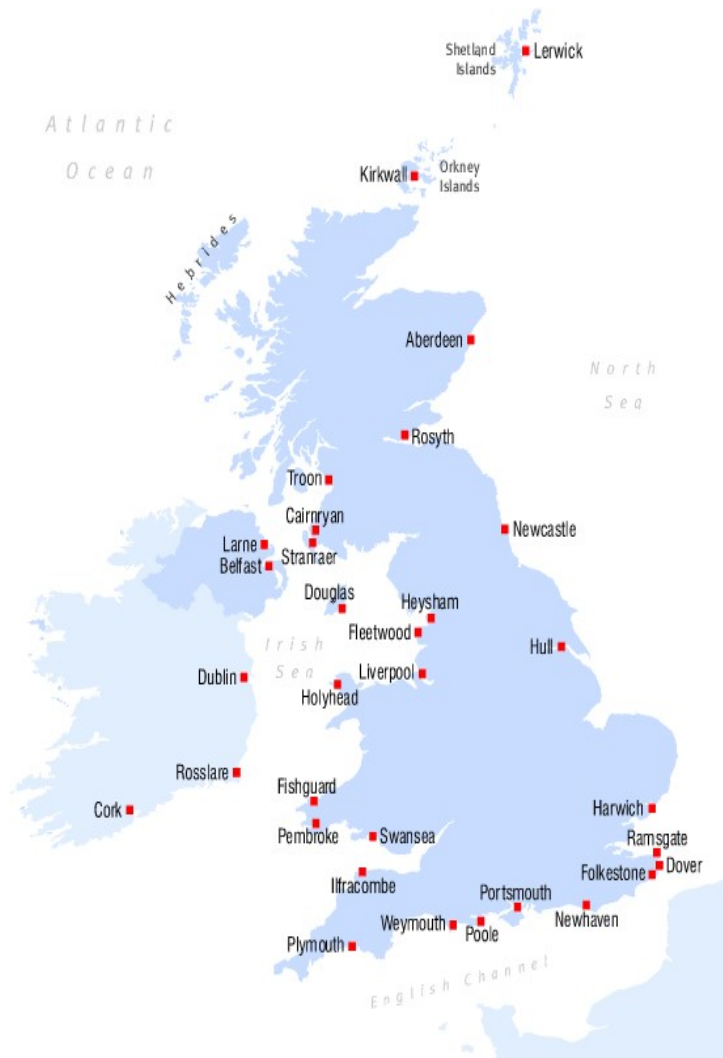 Shetland
Islands
Lerwick
Atlantic
Ocean
Kirkwall
Orkney
Islands
Hebrides
Aberdeen
North
Sea
Rosyth
Troon
Cairnryan
Newcastle
Larne
Stranraer
Belfast
Douglas
Heysham
Fleetwood
Irish
Sea
Hull
Liverpool
Dublin
Holyhead
Rosslare
Fishguard
Cork
Harwich
Pembroke
Swansea
Ramsgate
Dover
Folkestone
Ilfracombe
Portsmouth
Weymouth
Poole
Newhaven
Plymouth
English Channel